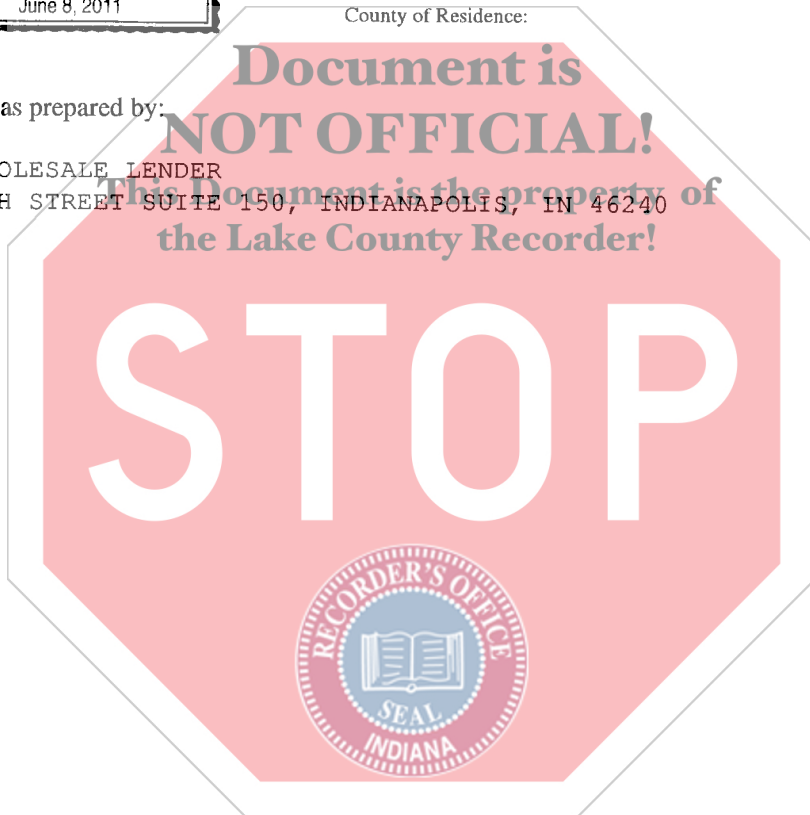 June 8, 2011
County of Residence:
Document is
as prepared by:
NOT OFFICIAL!
OLESALE LENDER
This Document is the property of
H STREET SUITE 150, INDIANAPOLIS, IN 46240
the Lake County Recorder!
STOP
RECORDER'S OFFICE
SEAL
INDIANA